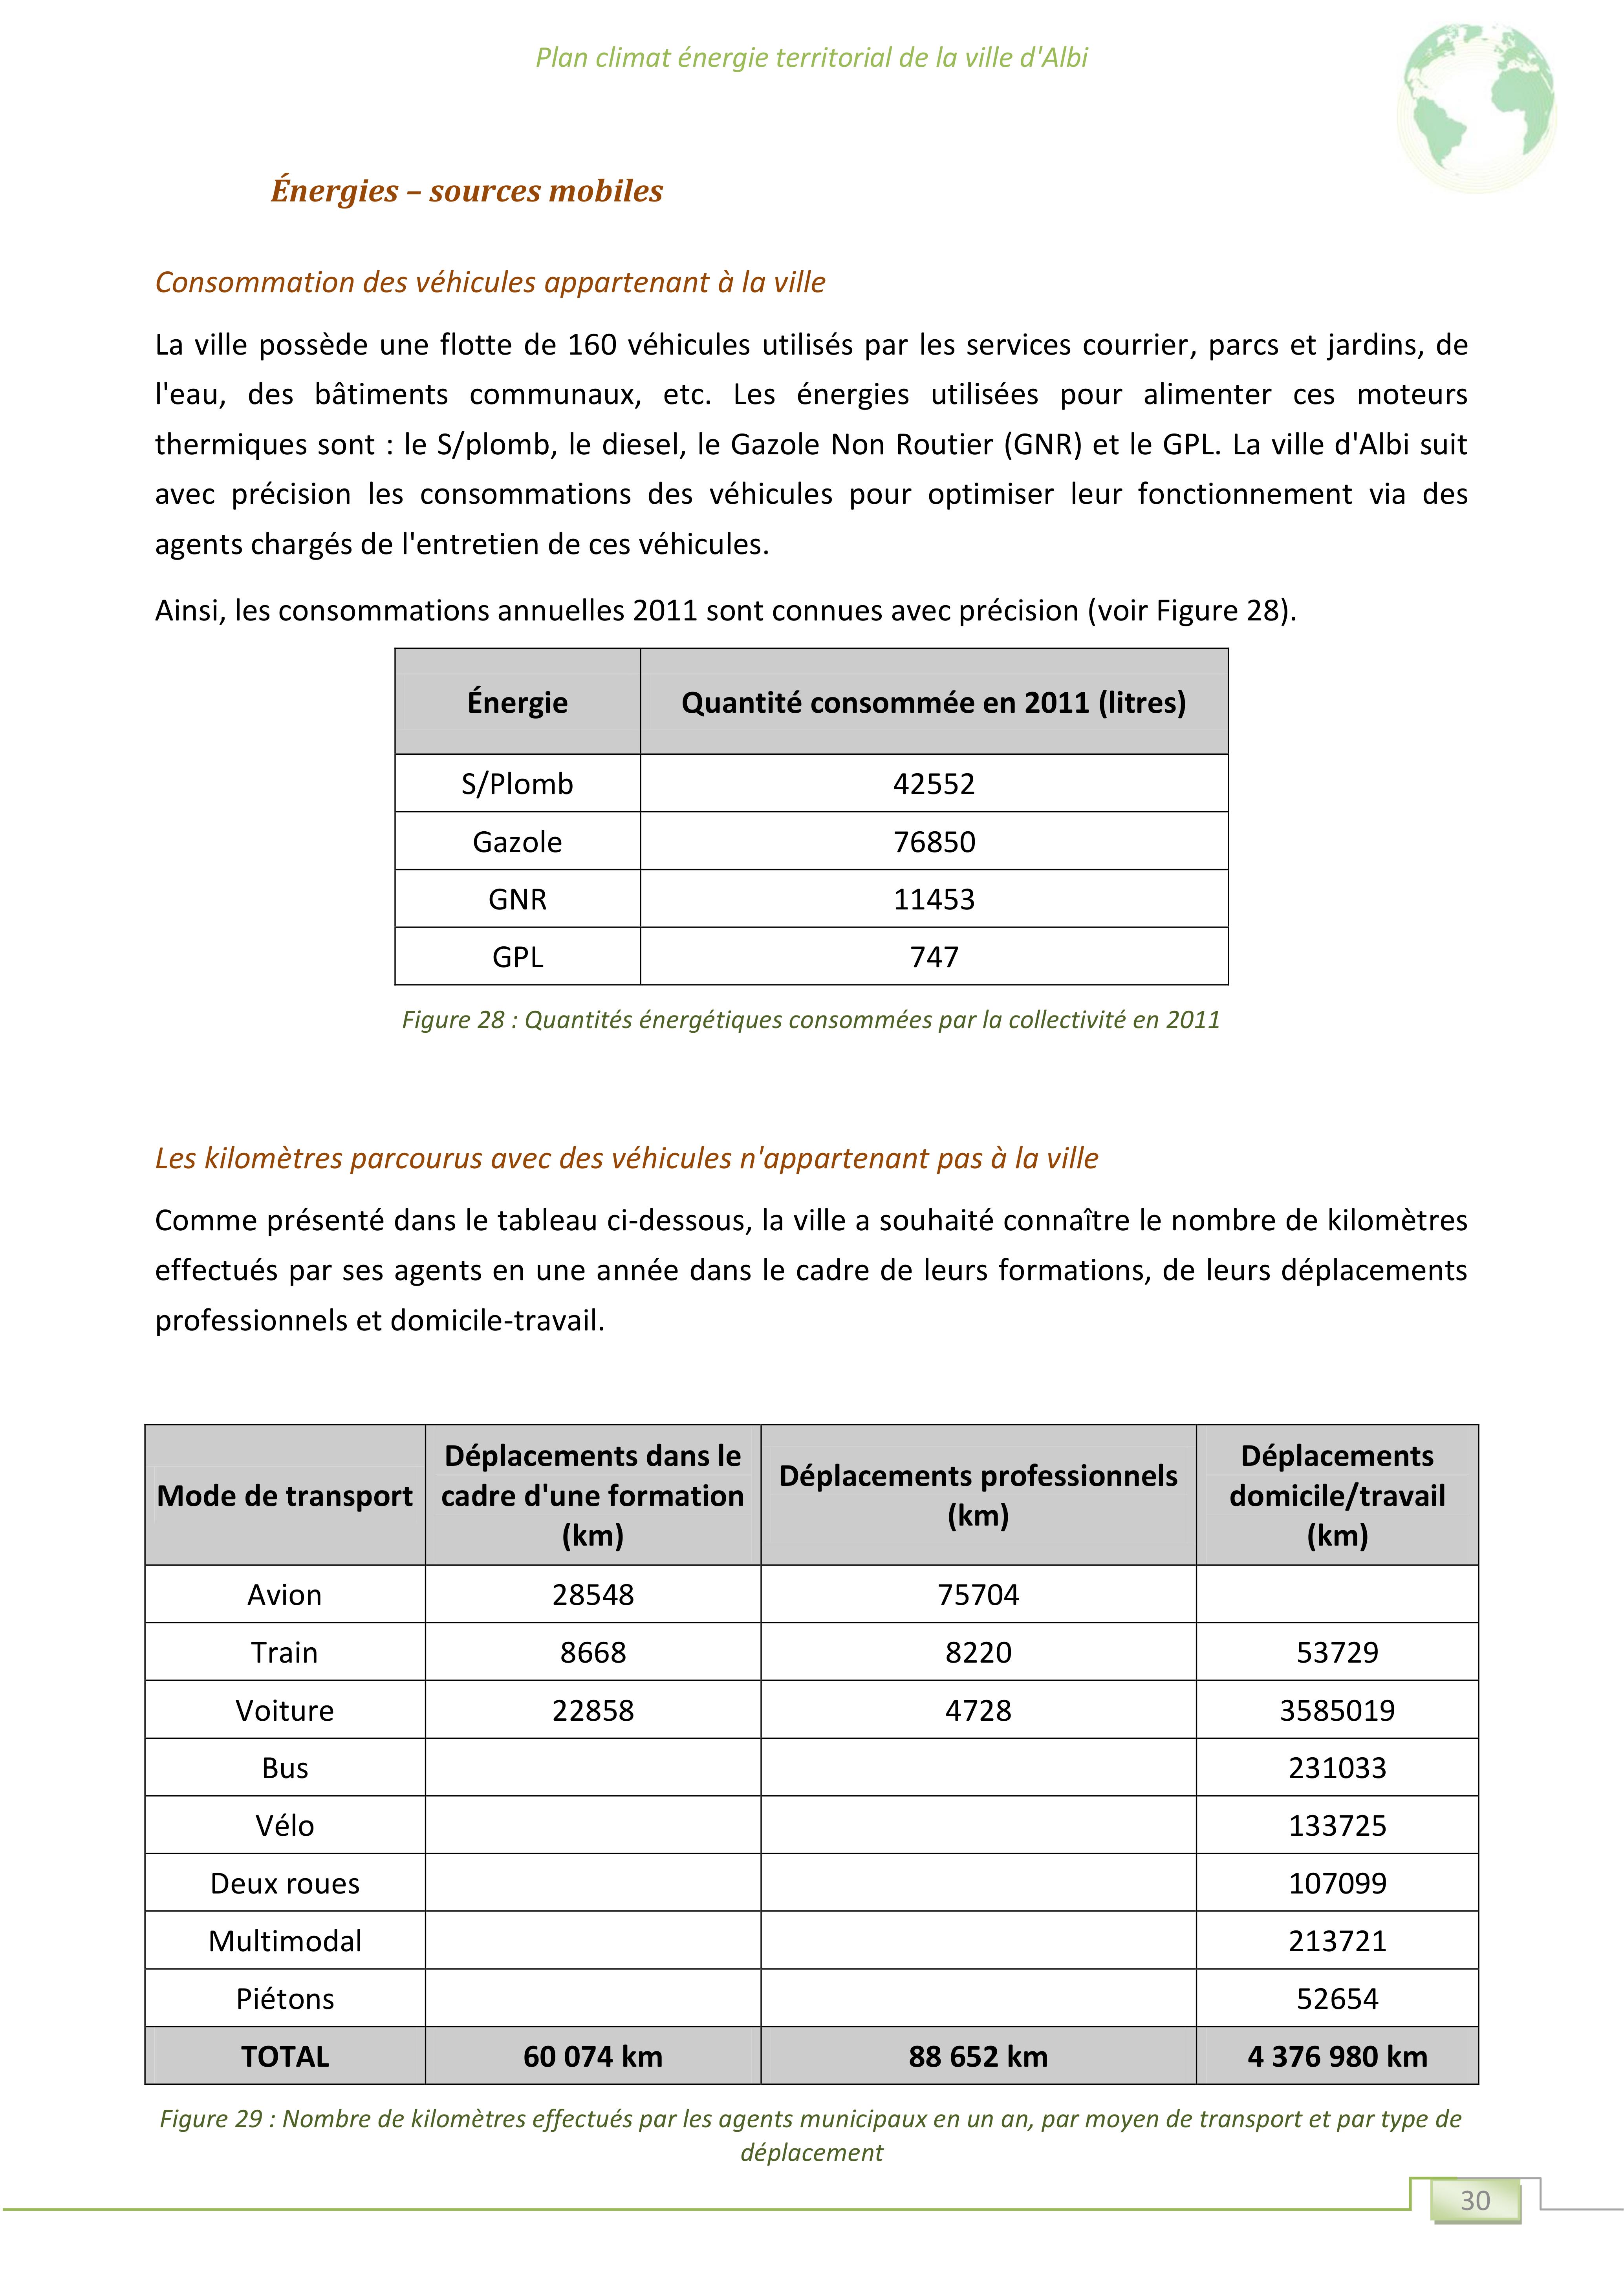 Plan climat énergie territorial de la ville d'Albi
Énergies – sources mobiles
Consommation des véhicules appartenant à la ville
La ville possède une flotte de 160 véhicules utilisés par les services courrier, parcs et jardins, de
l'eau, des bâtiments communaux, etc. Les énergies utilisées pour alimenter ces moteurs
thermiques sont : le S/plomb, le diesel, le Gazole Non Routier (GNR) et le GPL. La ville d'Albi suit
avec précision les consommations des véhicules pour optimiser leur fonctionnement via des
agents chargés de l'entretien de ces véhicules.
Ainsi, les consommations annuelles 2011 sont connues avec précision (voir Figure 28).
Énergie Quantité consommée en 2011 (litres)
S/Plomb 42552
Gazole 76850
GNR 11453
GPL 747
Figure 28 : Quantités énergétiques consommées par la collectivité en 2011
Les kilomètres parcourus avec des véhicules n'appartenant pas à la ville
Comme présenté dans le tableau ci-dessous, la ville a souhaité connaître le nombre de kilomètres
effectués par ses agents en une année dans le cadre de leurs formations, de leurs déplacements
professionnels et domicile-travail.
Mode de transport
Déplacements dans le
cadre d'une formation
(km)
Déplacements professionnels
(km)
Déplacements
domicile/travail
(km)
Avion 28548 75704
Train 8668 8220 53729
Voiture 22858 4728 3585019
Bus 231033
Vélo 133725
Deux roues 107099
Multimodal 213721
Piétons 52654
TOTAL 60 074 km 88 652 km 4 376 980 km
Figure 29 : Nombre de kilomètres effectués par les agents municipaux en un an, par moyen de transport et par type de
déplacement
30